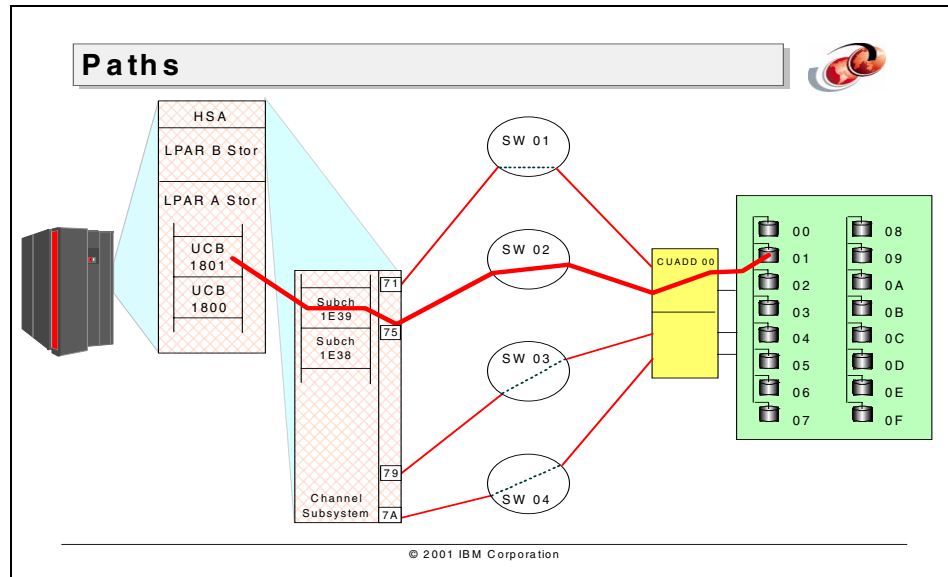 Paths
HSA
LPAR B Stor
LPAR A Stor
UCB
1801
UCB
1800
Subch
1E39
Subch
1E38
Channel
Subsystem
71
75
79
7A
SW 01
SW 02
SW 03
SW 04
CUADD 00
00
01
02
03
04
05
06
07
08
09
0A
0B
0C
0D
0E
0F
© 2001 IBM Corporation